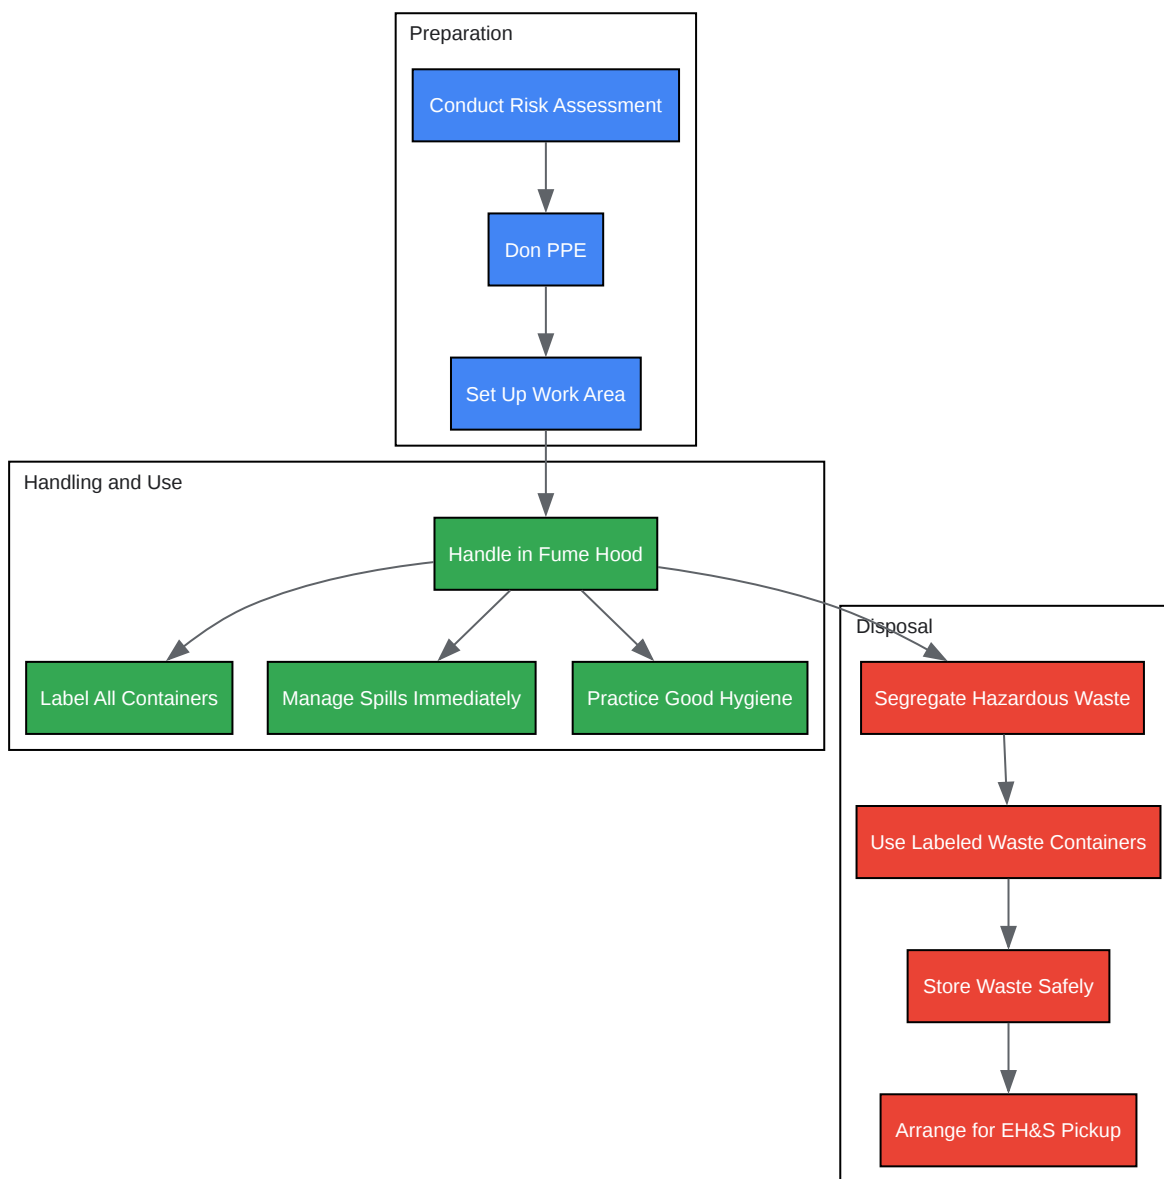 Preparation
Conduct Risk Assessment
Don PPE
Set Up Work Area
Handling and Use
Handle in Fume Hood
Label All Containers
Manage Spills Immediately
Practice Good Hygiene
Disposal
Segregate Hazardous Waste
Use Labeled Waste Containers
Store Waste Safely
Arrange for EH&S Pickup